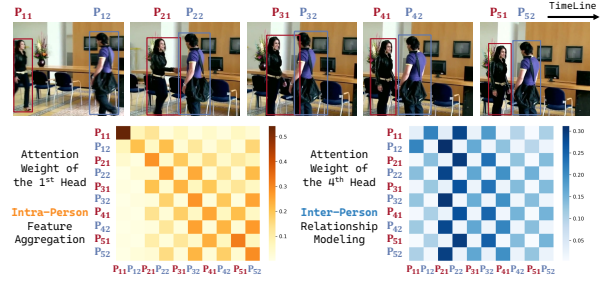 P11 P12 P21 P22 P31 P32 P41 P42 P51 P52 TimeLine
Attention
Weight of
the 1st Head
Intra-Person
Feature
Aggregation
P11
P12
P21
P22
P31
P32
P41
P42
P51
P52
0.5
0.4
0.3
0.2
0.1
P11 P12 P21 P22 P31 P32 P41 P42 P51 P52
Attention
Weight of
the 4th Head
Inter-Person
Relationship
Modeling
P11
P12
P21
P22
P31
P32
P41
P42
P51
P52
0.30
0.25
0.20
0.15
0.10
0.05
P11 P12 P21 P22 P31 P32 P41 P42 P51 P52